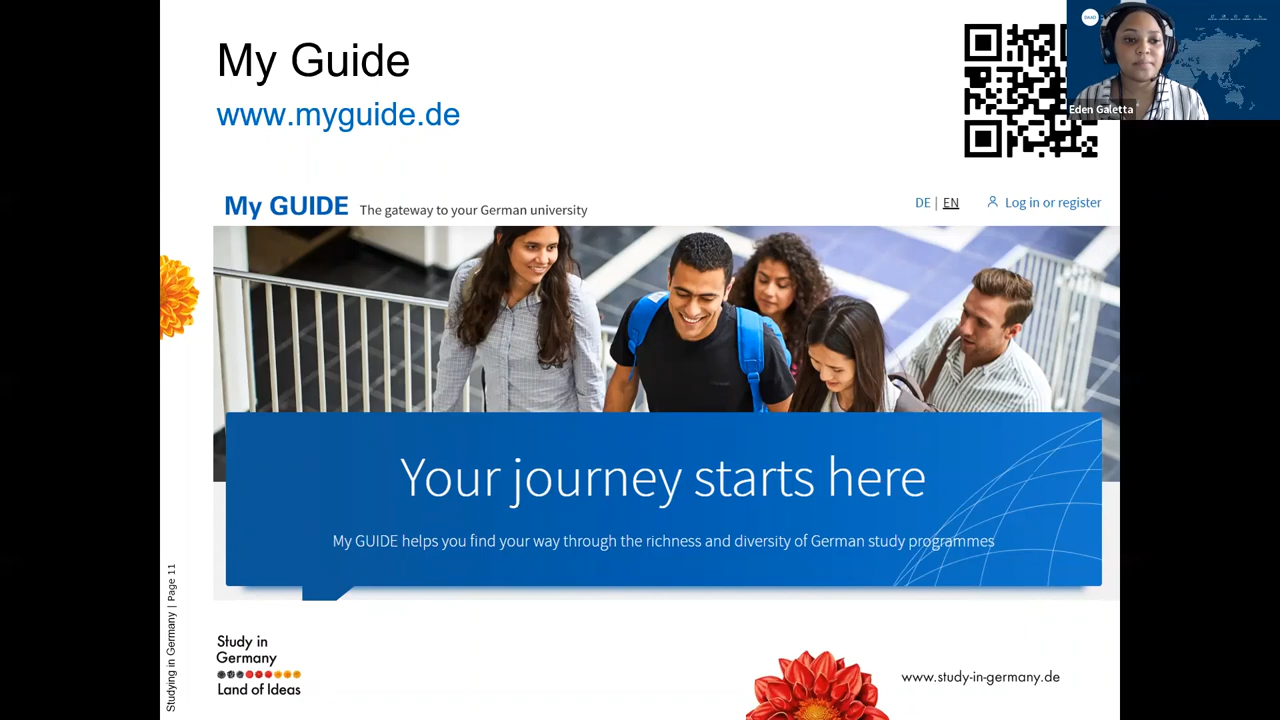 My Guide
www.myguide.de
DAAD
Eden Galetta
My GUIDE The gateway to your German university
DE | EN Log in or register
Your journey starts here
My GUIDE helps you find your way through the richness and diversity of German study programmes
Studying in Germany | Page 11
Study in
Germany
Land of Ideas
www.study-in-germany.de